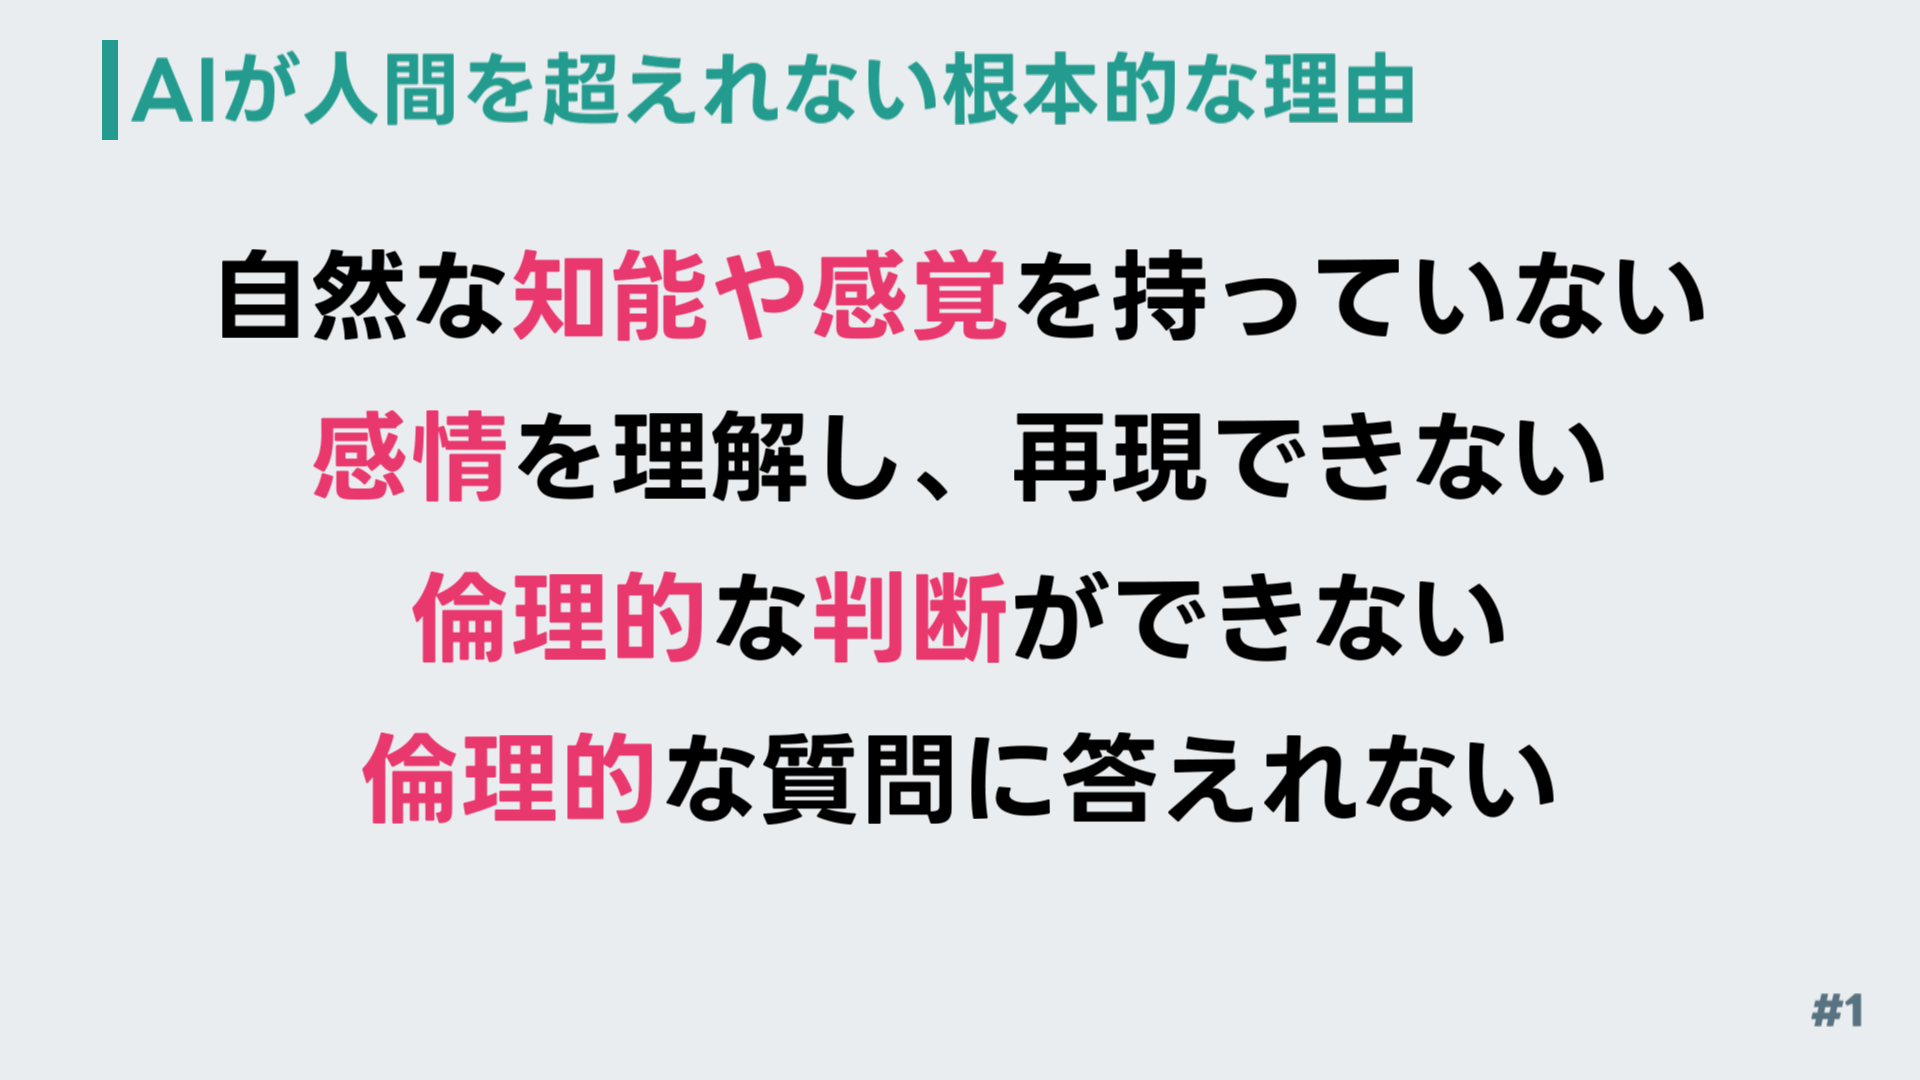 AIが人間を超えれない根本的な理由
自然な知能や感覚を持っていない
感情を理解し、再現できない
倫理的な判断ができない
倫理的な質問に答えれない
#1